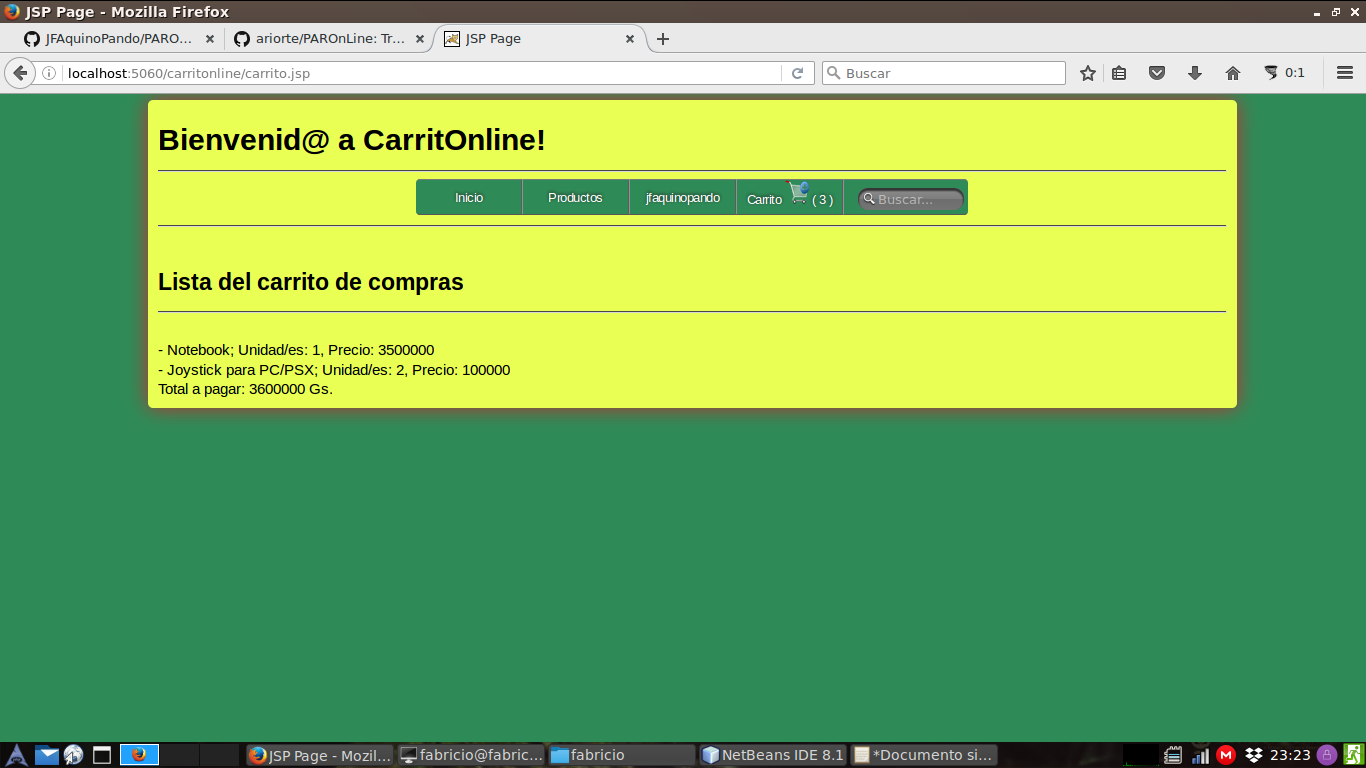 JSP Page - Mozilla Firefox
JFAquinoPando/PARO...
ariorte/PAROnLine: Tr...
JSP Page
localhost:5060/carritonline/carrito.jsp
Buscar
0:1
Bienvenid@ a CarritOnline!
Inicio
Productos
jfaquinopando
Carrito ( 3 )
Buscar...
Lista del carrito de compras
- Notebook; Unidad/es: 1, Precio: 3500000
- Joystick para PC/PSX; Unidad/es: 2, Precio: 100000
Total a pagar: 3600000 Gs.
JSP Page - Mozil...
fabricio@fabric...
fabricio
NetBeans IDE 8.1
*Documento si...
M
23:23